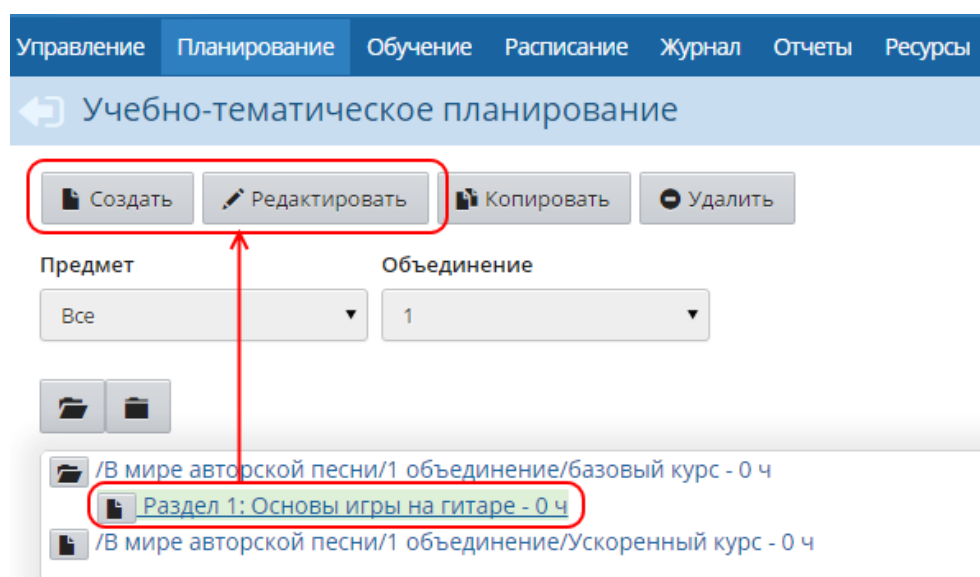 Управление Планирование Обучение Расписание Журнал Отчеты Ресурсы
Учебно-тематическое планирование
Создать Редактировать Копировать Удалить
Предмет Объединение
Все 1
/В мире авторской песни/1 объединение/базовый курс - 0 ч
Раздел 1: Основы игры на гитаре - 0 ч
/В мире авторской песни/1 объединение/Ускоренный курс - 0 ч